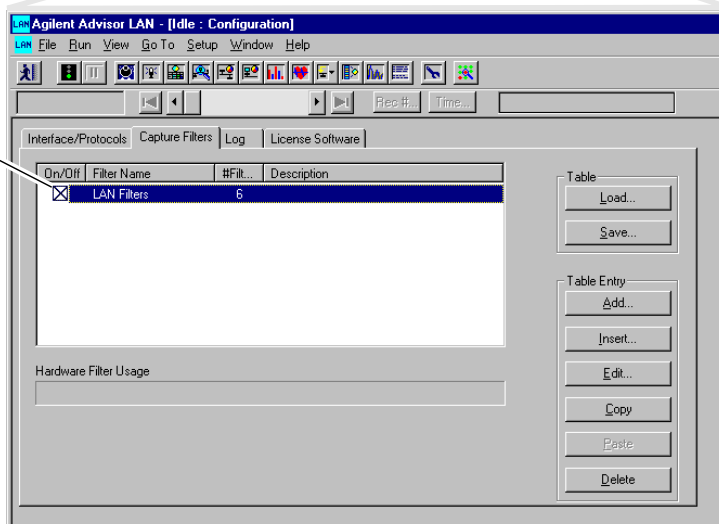 LAN Agilent Advisor LAN - [Idle : Configuration]
LAN File Run View Go To Setup Window Help
Rec #... Time...
Interface/Protocols Capture Filters Log License Software
On/Off Filter Name #Filt... Description
LAN Filters 6
Table
Load...
Save...
Table Entry
Add...
Insert...
Edit...
Copy
Paste
Delete
Hardware Filter Usage